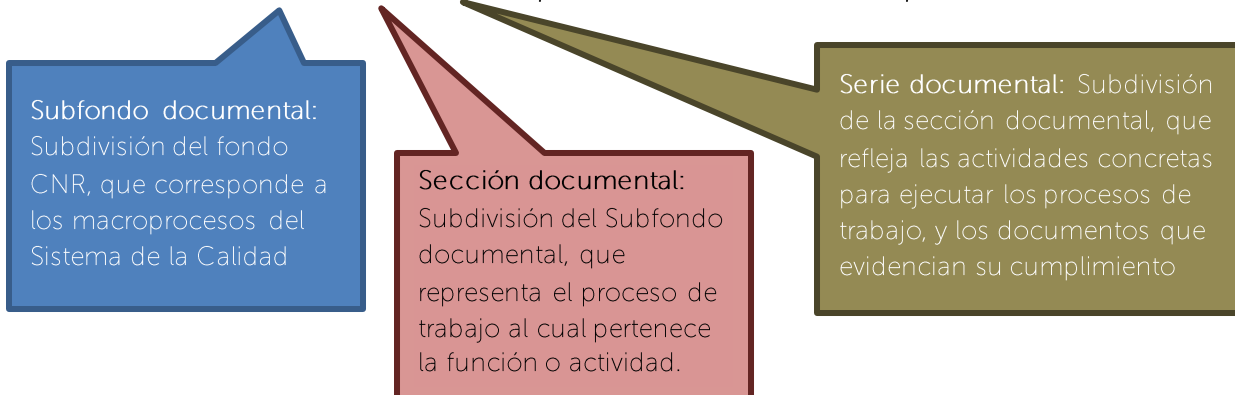 Subfondo documental:
Subdivisión del fondo
CNR, que corresponde a
los macroprocesos del
Sistema de la Calidad
Sección documental:
Subdivisión del Subfondo
documental, que
representa el proceso de
trabajo al cual pertenece
la función o actividad.
Serie documental: Subdivisión
de la sección documental, que
refleja las actividades concretas
para ejecutar los procesos de
trabajo, y los documentos que
evidencian su cumplimiento